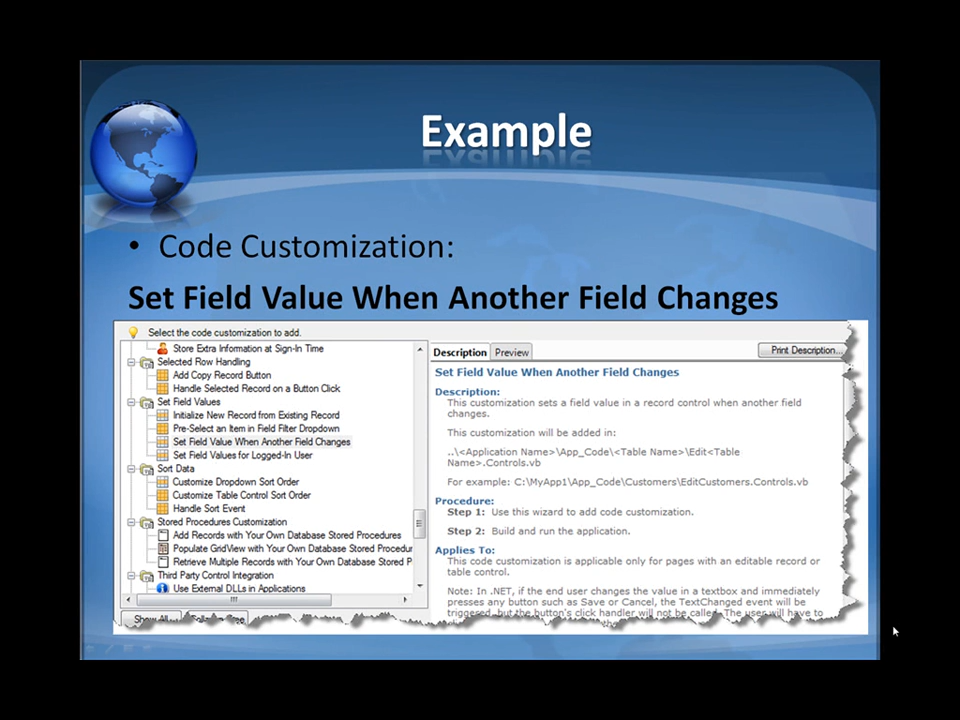 Example
• Code Customization:
Set Field Value When Another Field Changes
Select the code customization to add.
Store Extra Information at Sign-In Time
Selected Row Handling
Add Copy Record Button
Handle Selected Record on a Button Click
Set Field Values
Initialize New Record from Existing Record
Pre-Select an Item in Field Filter Dropdown
Set Field Value When Another Field Changes
Set Field Values for Logged-In User
Sort Data
Customize Dropdown Sort Order
Customize Table Control Sort Order
Handle Sort Event
Stored Procedures Customization
Add Records with Your Own Database Stored Procedures
Populate GridView with Your Own Database Stored Procedur
Retrieve Multiple Records with Your Own Database Stored P
Third Party Control Integration
Use External DLLs in Applications
Show All
Description Preview
Print Description...
Set Field Value When Another Field Changes
Description:
This customization sets a field value in a record control when another field
changes.
This customization will be added in:
..\<Application Name>\App_Code\<Table Name>\Edit<Table
Name>.Controls.vb
For example: C:\MyApp1\App_Code\Customers\EditCustomers.Controls.vb
Procedure:
Step 1: Use this wizard to add code customization.
Step 2: Build and run the application.
Applies To:
This code customization is applicable only for pages with an editable record or
table control.
Note: In .NET, if the end user changes the value in a textbox and immediately
presses any button such as Save or Cancel, the TextChanged event will be
triggered, but the button's click handler will not be called. The user will have to